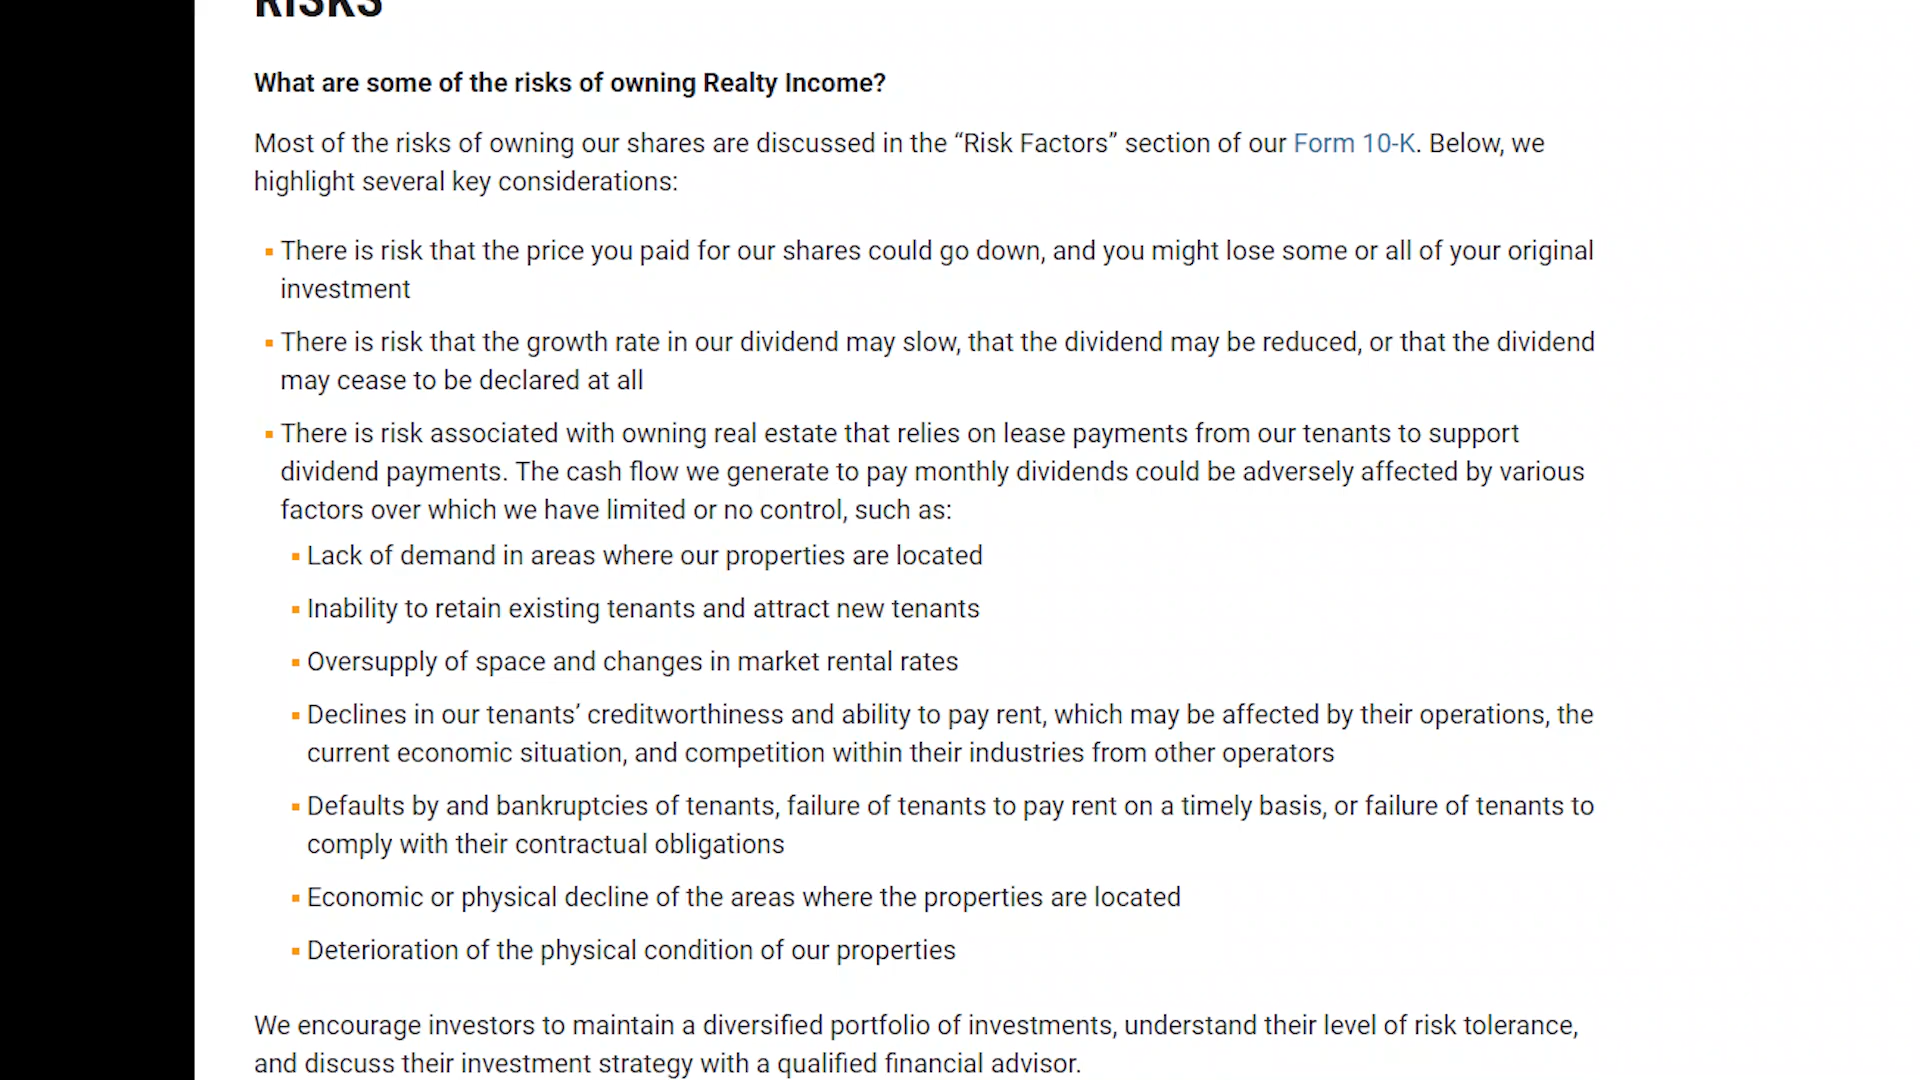 RISKS
What are some of the risks of owning Realty Income?
Most of the risks of owning our shares are discussed in the “Risk Factors” section of our Form 10-K. Below, we
highlight several key considerations:
There is risk that the price you paid for our shares could go down, and you might lose some or all of your original
investment
There is risk that the growth rate in our dividend may slow, that the dividend may be reduced, or that the dividend
may cease to be declared at all
There is risk associated with owning real estate that relies on lease payments from our tenants to support
dividend payments. The cash flow we generate to pay monthly dividends could be adversely affected by various
factors over which we have limited or no control, such as:
Lack of demand in areas where our properties are located
Inability to retain existing tenants and attract new tenants
Oversupply of space and changes in market rental rates
Declines in our tenants’ creditworthiness and ability to pay rent, which may be affected by their operations, the
current economic situation, and competition within their industries from other operators
Defaults by and bankruptcies of tenants, failure of tenants to pay rent on a timely basis, or failure of tenants to
comply with their contractual obligations
Economic or physical decline of the areas where the properties are located
Deterioration of the physical condition of our properties
We encourage investors to maintain a diversified portfolio of investments, understand their level of risk tolerance,
and discuss their investment strategy with a qualified financial advisor.